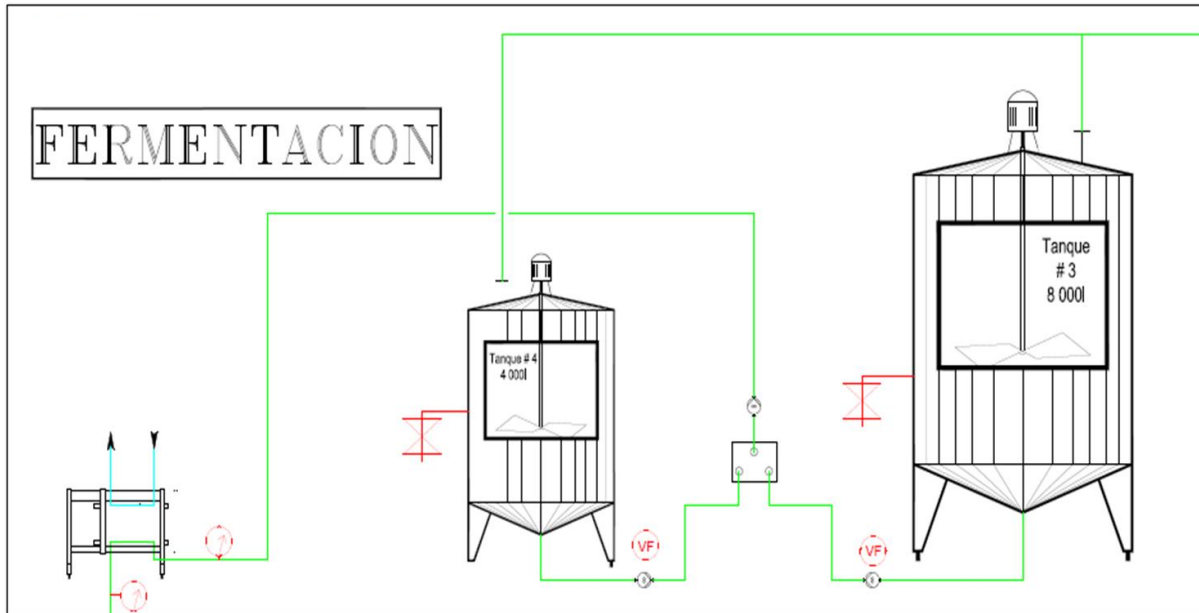 FERMENTACION
Tanque
# 3
8 000l
Tanque # 4
4 000l
VF
VF